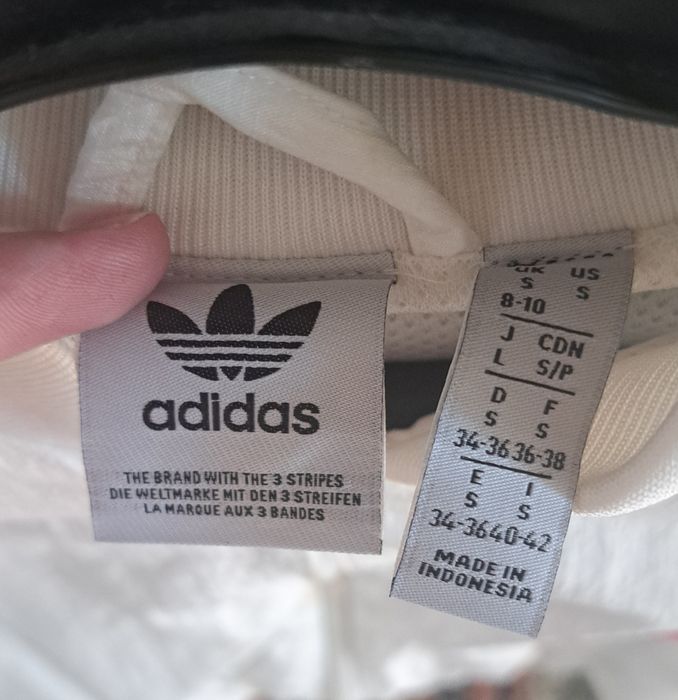 adidas
THE BRAND WITH THE 3 STRIPES
DIE WELTMARKE MIT DEN 3 STREIFEN
LA MARQUE AUX 3 BANDES
UK US
S S
8-10
J CDN
L S/P
D F
S S
34-36 36-38
E I
S S
34-36 40-42
MADE IN
INDONESIA